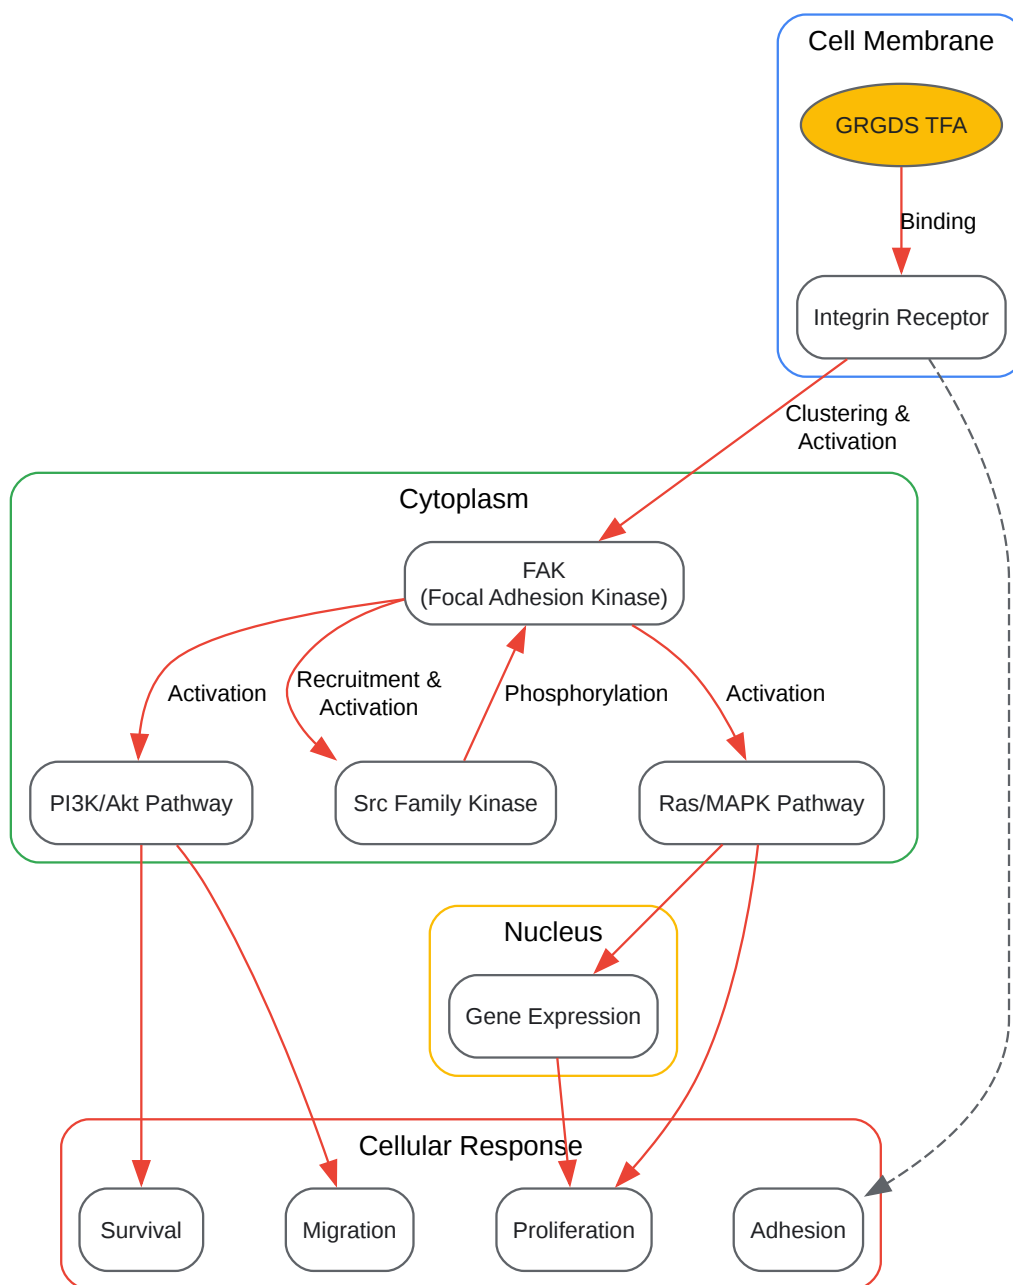 Cell Membrane
GRGDS TFA
Binding
Integrin Receptor
Clustering &
Activation
Cytoplasm
FAK
(Focal Adhesion Kinase)
Activation
Recruitment &
Activation
Phosphorylation
Activation
PI3K/Akt Pathway
Src Family Kinase
Ras/MAPK Pathway
Nucleus
Gene Expression
Cellular Response
Survival
Migration
Proliferation
Adhesion